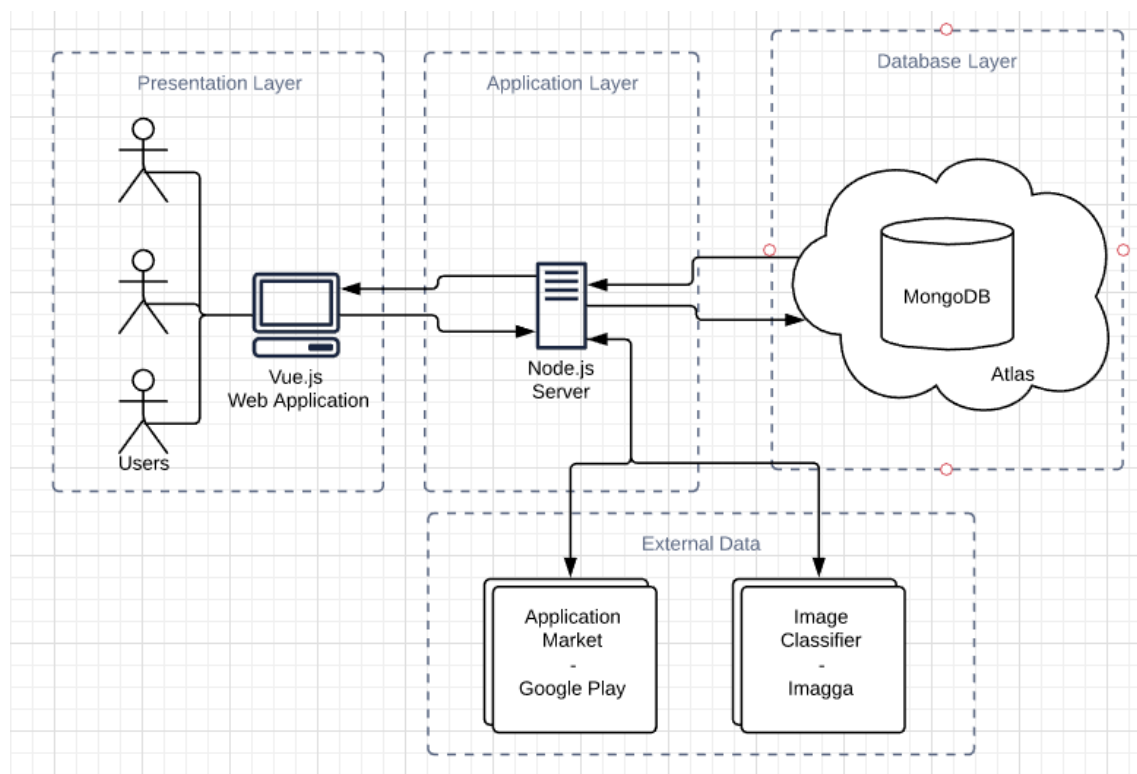 Presentation Layer
Application Layer
Database Layer
Users
Vue.js
Web Application
Node.js
Server
MongoDB
Atlas
External Data
Application
Market
-
Google Play
Image
Classifier
-
Imagga